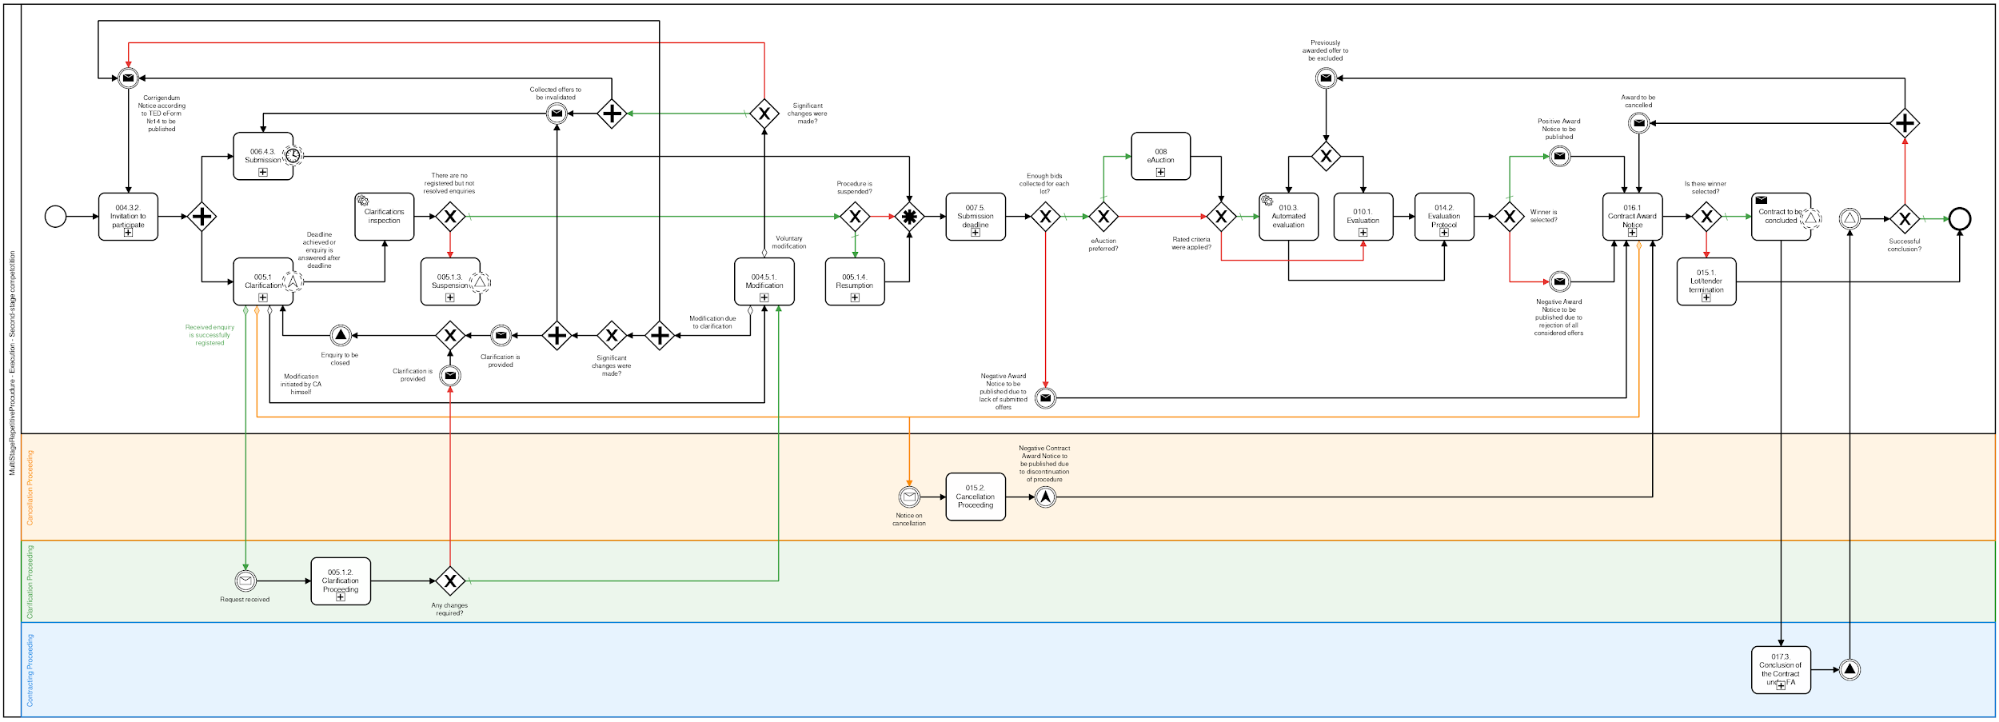 MultiStageRepetitiveProcudure - Execution - Second-stage competetition
Previously
awarded offer to
be excluded
Corrigendum
Notice according
to TED eForm
№14 to be
published
Collected offers to
be invalidated
Significant
changes were
made?
Award to be
cancelled
Positive Award
Notice to be
published
006.4.3.
Submission
008
eAuction
There are no
registered but not
resolved enquiries
Procedure is
suspended?
Enough bids
collected for each
lot?
Is there winner
selected?
004.3.2.
Invitation to
participate
Clarifications
inspection
007.5.
Submission
deadline
eAuction
preferred?
Rated criteria
were applied?
010.3.
Automated
evaluation
010.1.
Evaluation
014.2.
Evaluation
Protocol
Winner is
selected?
016.1
Contract Award
Notice
Contract to be
concluded
Successful
conclusion?
Deadline
achieved or
enquiry is
answered after
deadline
Voluntary
modification
005.1
Clarification
005.1.3.
Suspension
004.5.1.
Modification
005.1.4.
Resumption
015.1.
Lot/tender
termination
Received enquiry
is successfully
registered
Enquiry to be
closed
Clarification is
provided
Clarification is
provided
Significant
changes were
made?
Modification due
to clarification
Negative Award
Notice to be
published due to
rejection of all
considered offers
Modification
initiated by CA
himself
Negative Award
Notice to be
published due to
lack of submitted
offers
Cancellation Proceeding
Notice on
cancellation
015.2.
Cancellation
Proceeding
Negative Contract
Award Notice to
be published due
to discontinuation
of procedure
Clarification Proceeding
Request received
005.1.2.
Clarification
Proceeding
Any changes
required?
Contracting Proceeding
017.3
Conclusion of
the Contract
under FA